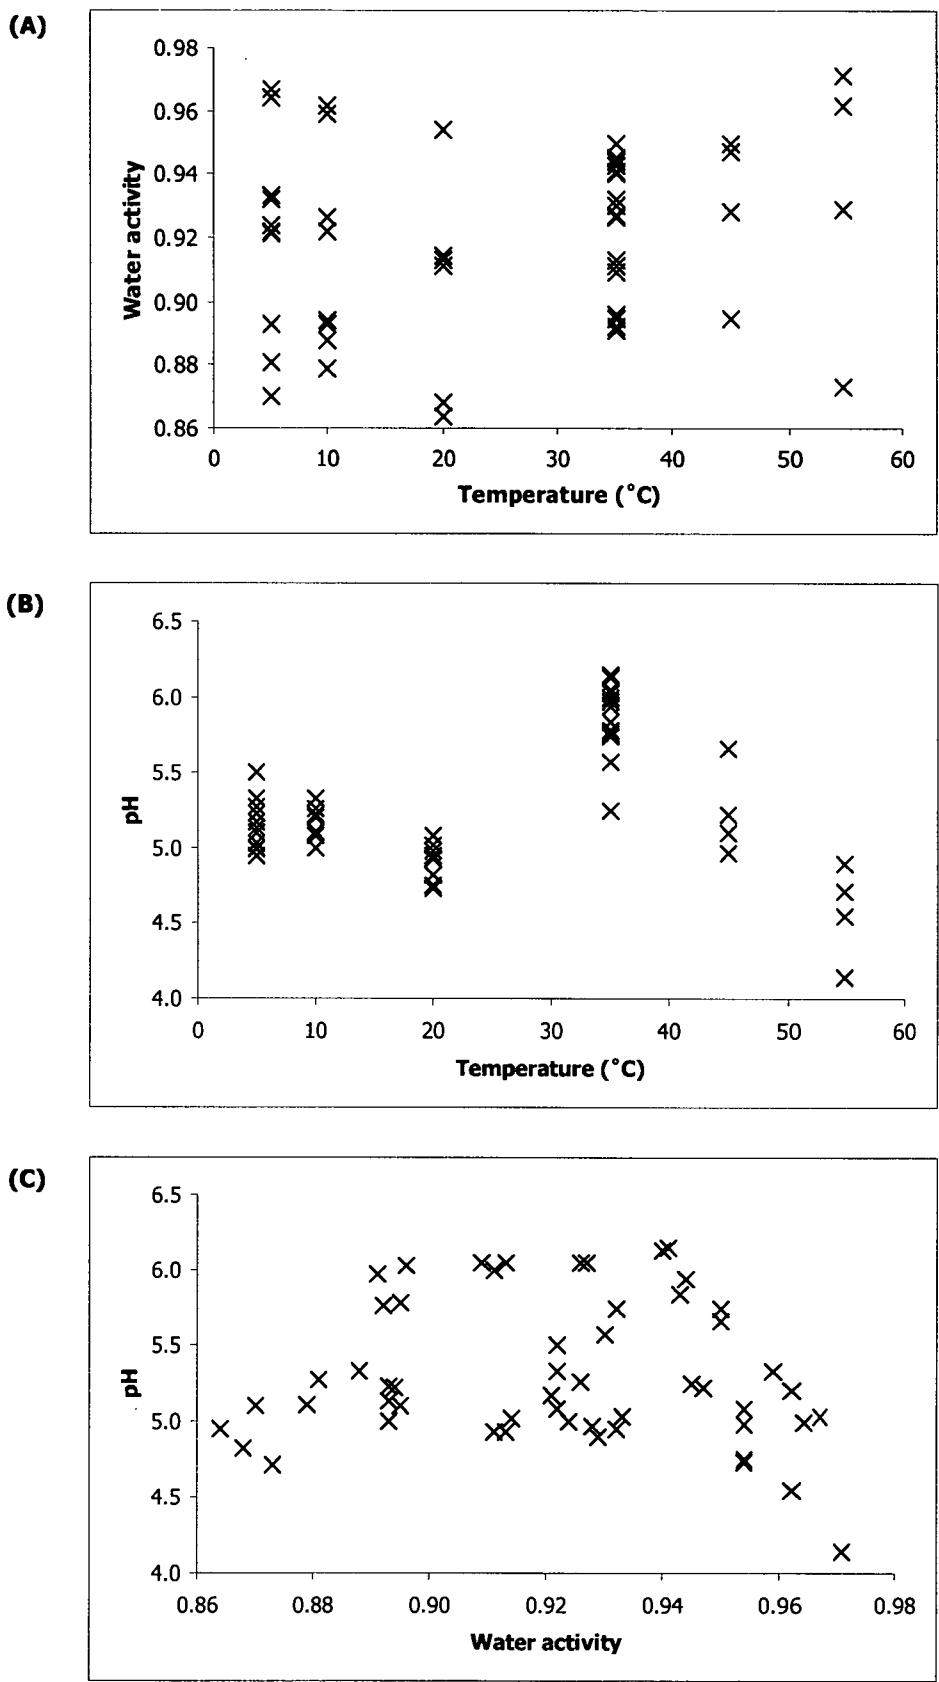 (A)
0.98
0.96
0.94
0.92
0.90
0.88
0.86
Water activity
0 10 20 30 40 50 60
Temperature (˚C)
(B)
6.5
6.0
5.5
5.0
4.5
4.0
pH
0 10 20 30 40 50 60
Temperature (˚C)
(C)
6.5
6.0
5.5
5.0
4.5
4.0
pH
0.86 0.88 0.90 0.92 0.94 0.96 0.98
Water activity